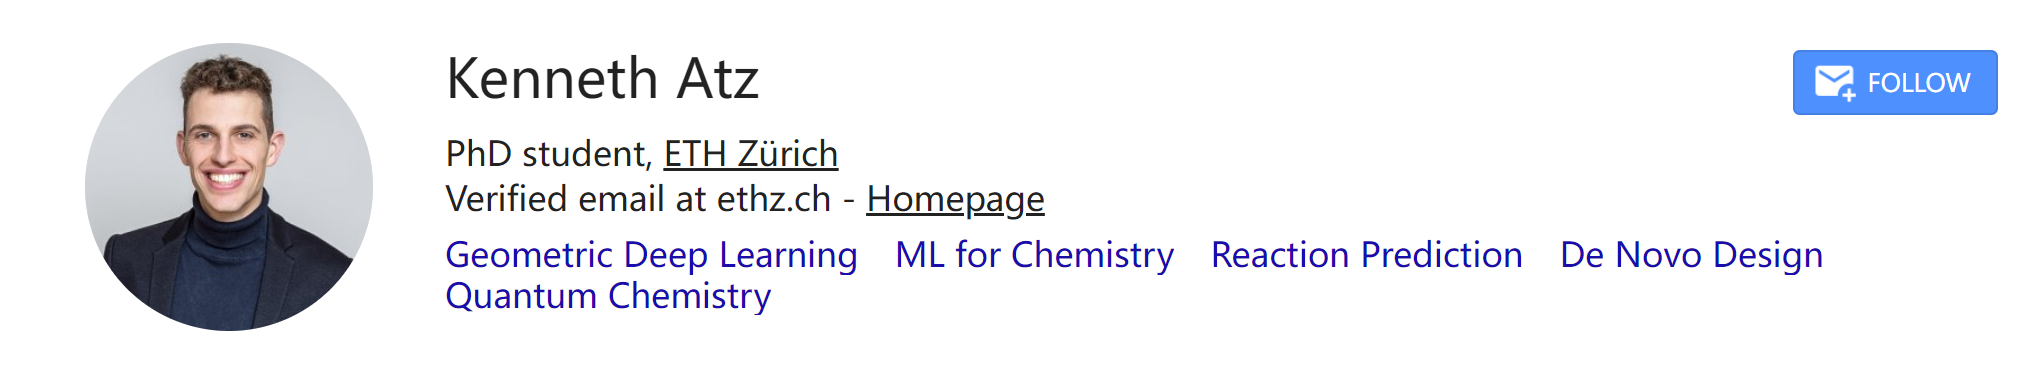 Kenneth Atz
FOLLOW
PhD student, ETH Zürich
Verified email at ethz.ch - Homepage
Geometric Deep Learning ML for Chemistry Reaction Prediction De Novo Design
Quantum Chemistry